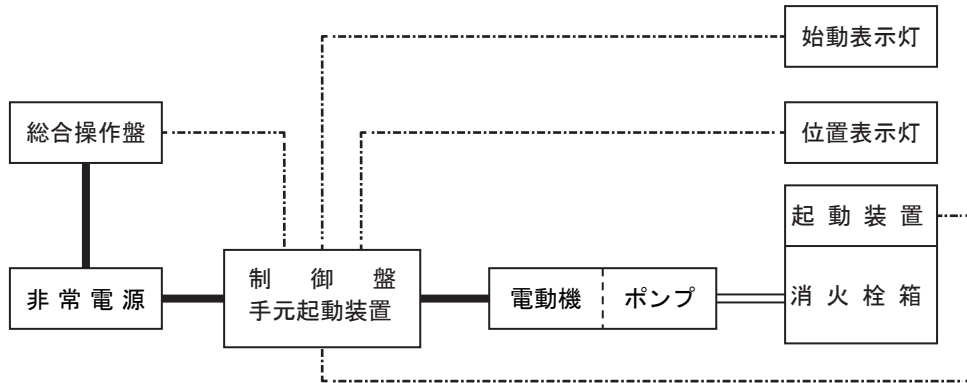 始動表示灯
総合操作盤
位置表示灯
起動装置
非常電源
制御盤
手元起動装置
電動機
ポンプ
消火栓箱